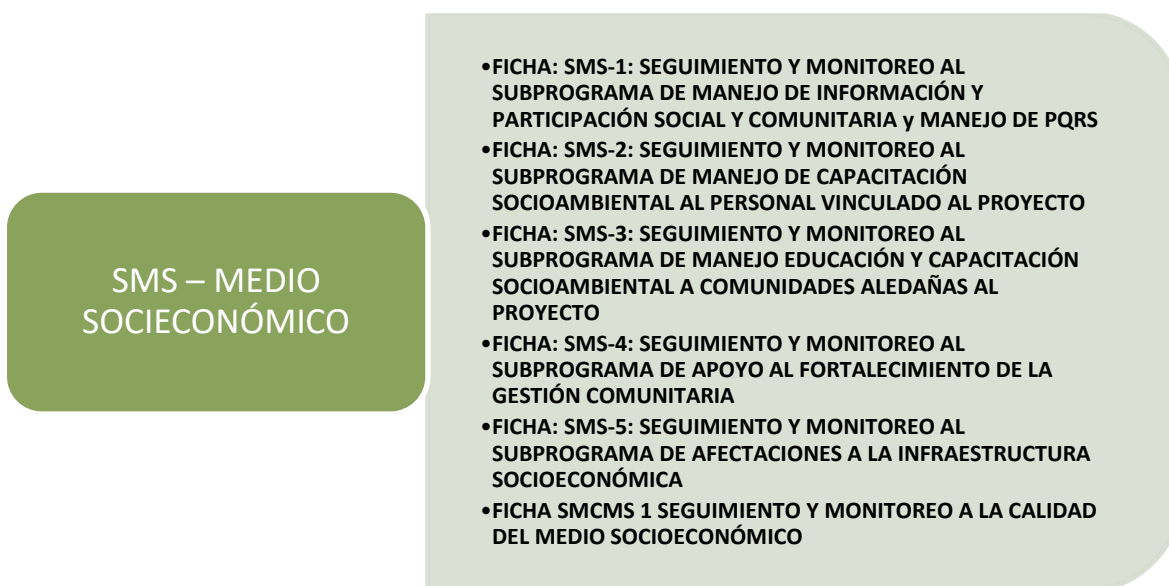 SMS – MEDIO
SOCIECONÓMICO
•FICHA: SMS-1: SEGUIMIENTO Y MONITOREO AL
SUBPROGRAMA DE MANEJO DE INFORMACIÓN Y
PARTICIPACIÓN SOCIAL Y COMUNITARIA y MANEJO DE PQRS
•FICHA: SMS-2: SEGUIMIENTO Y MONITOREO AL
SUBPROGRAMA DE MANEJO DE CAPACITACIÓN
SOCIOAMBIENTAL AL PERSONAL VINCULADO AL PROYECTO
•FICHA: SMS-3: SEGUIMIENTO Y MONITOREO AL
SUBPROGRAMA DE MANEJO EDUCACIÓN Y CAPACITACIÓN
SOCIOAMBIENTAL A COMUNIDADES ALEDAÑAS AL
PROYECTO
•FICHA: SMS-4: SEGUIMIENTO Y MONITOREO AL
SUBPROGRAMA DE APOYO AL FORTALECIMIENTO DE LA
GESTIÓN COMUNITARIA
•FICHA: SMS-5: SEGUIMIENTO Y MONITOREO AL
SUBPROGRAMA DE AFECTACIONES A LA INFRAESTRUCTURA
SOCIOECONÓMICA
•FICHA SMCMS 1 SEGUIMIENTO Y MONITOREO A LA CALIDAD
DEL MEDIO SOCIOECONÓMICO